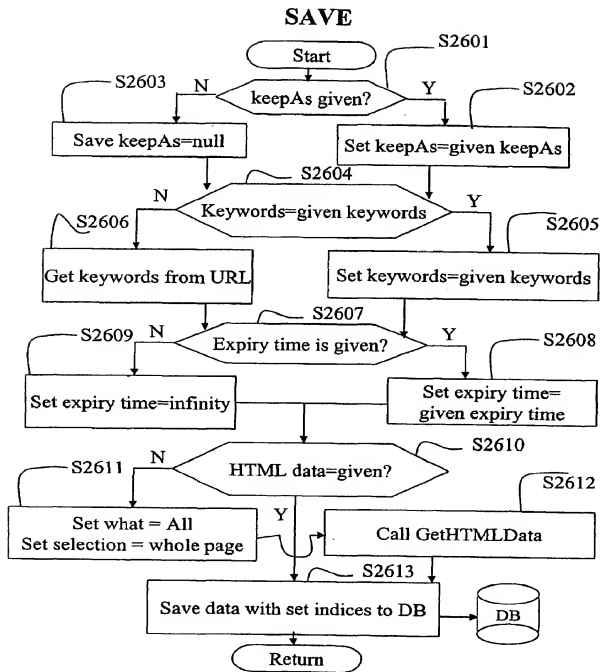 SAVE
Start
S2601
S2603
N
keepAs given?
Y
S2602
Save keepAs=null
Set keepAs=given keepAs
S2604
N
Keywords=given keywords
Y
S2606
S2605
Get keywords from URL
Set keywords=given keywords
S2607
S2609
N
Expiry time is given?
Y
S2608
Set expiry time=infinity
Set expiry time=
given expiry time
S2610
S2611
N
HTML data=given?
S2612
Set what = All
Set selection = whole page
Y
Call GetHTMLData
S2613
Save data with set indices to DB
DB
Return